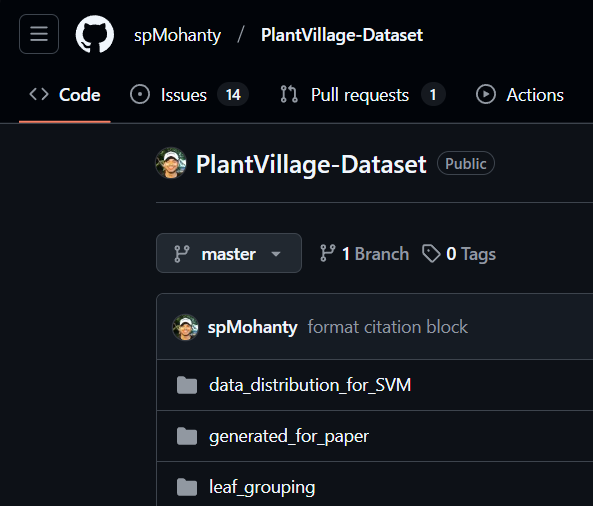 spMohanty / PlantVillage-Dataset
Code Issues 14 Pull requests 1 Actions
PlantVillage-Dataset Public
master 1 Branch 0 Tags
spMohanty format citation block
data_distribution_for_SVM
generated_for_paper
leaf_grouping